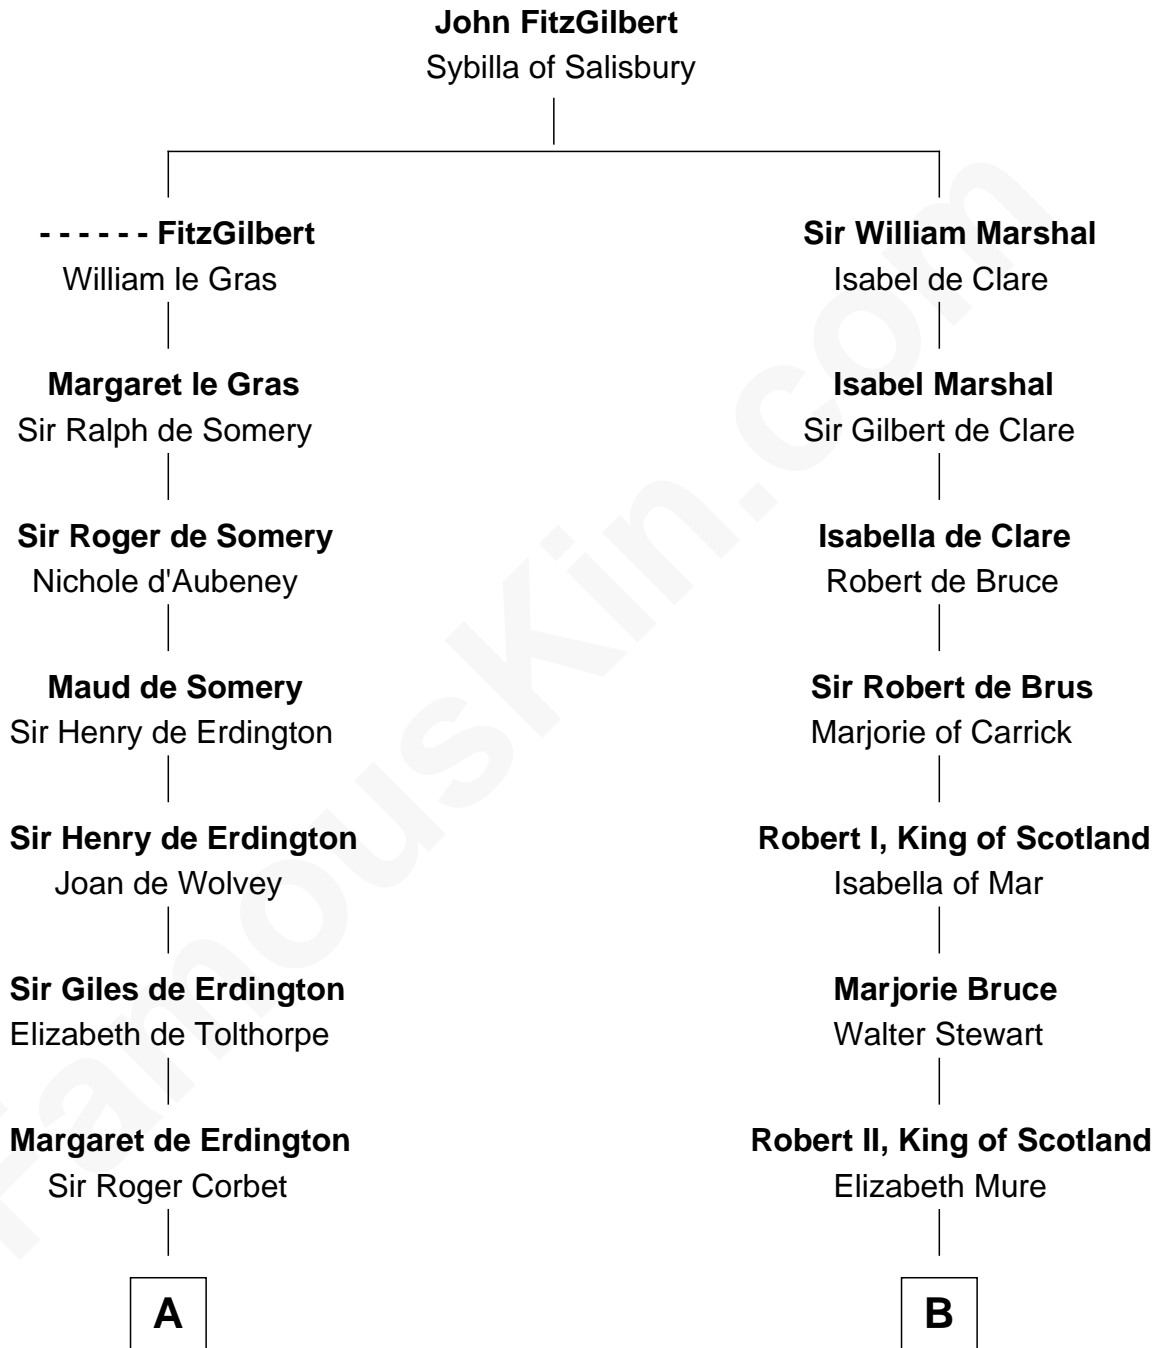 John FitzGilbert
Sybilla of Salisbury
- - - - - - FitzGilbert
William le Gras
Margaret le Gras
Sir Ralph de Somery
Sir Roger de Somery
Nichole d'Aubeney
Maud de Somery
Sir Henry de Erdington
Sir Henry de Erdington
Joan de Wolvey
Sir Giles de Erdington
Elizabeth de Tolthorpe
Margaret de Erdington
Sir Roger Corbet
A
Sir William Marshal
Isabel de Clare
Isabel Marshal
Sir Gilbert de Clare
Isabella de Clare
Robert de Bruce
Sir Robert de Brus
Marjorie of Carrick
Robert I, King of Scotland
Isabella of Mar
Marjorie Bruce
Walter Stewart
Robert II, King of Scotland
Elizabeth Mure
B
FamousKin.com